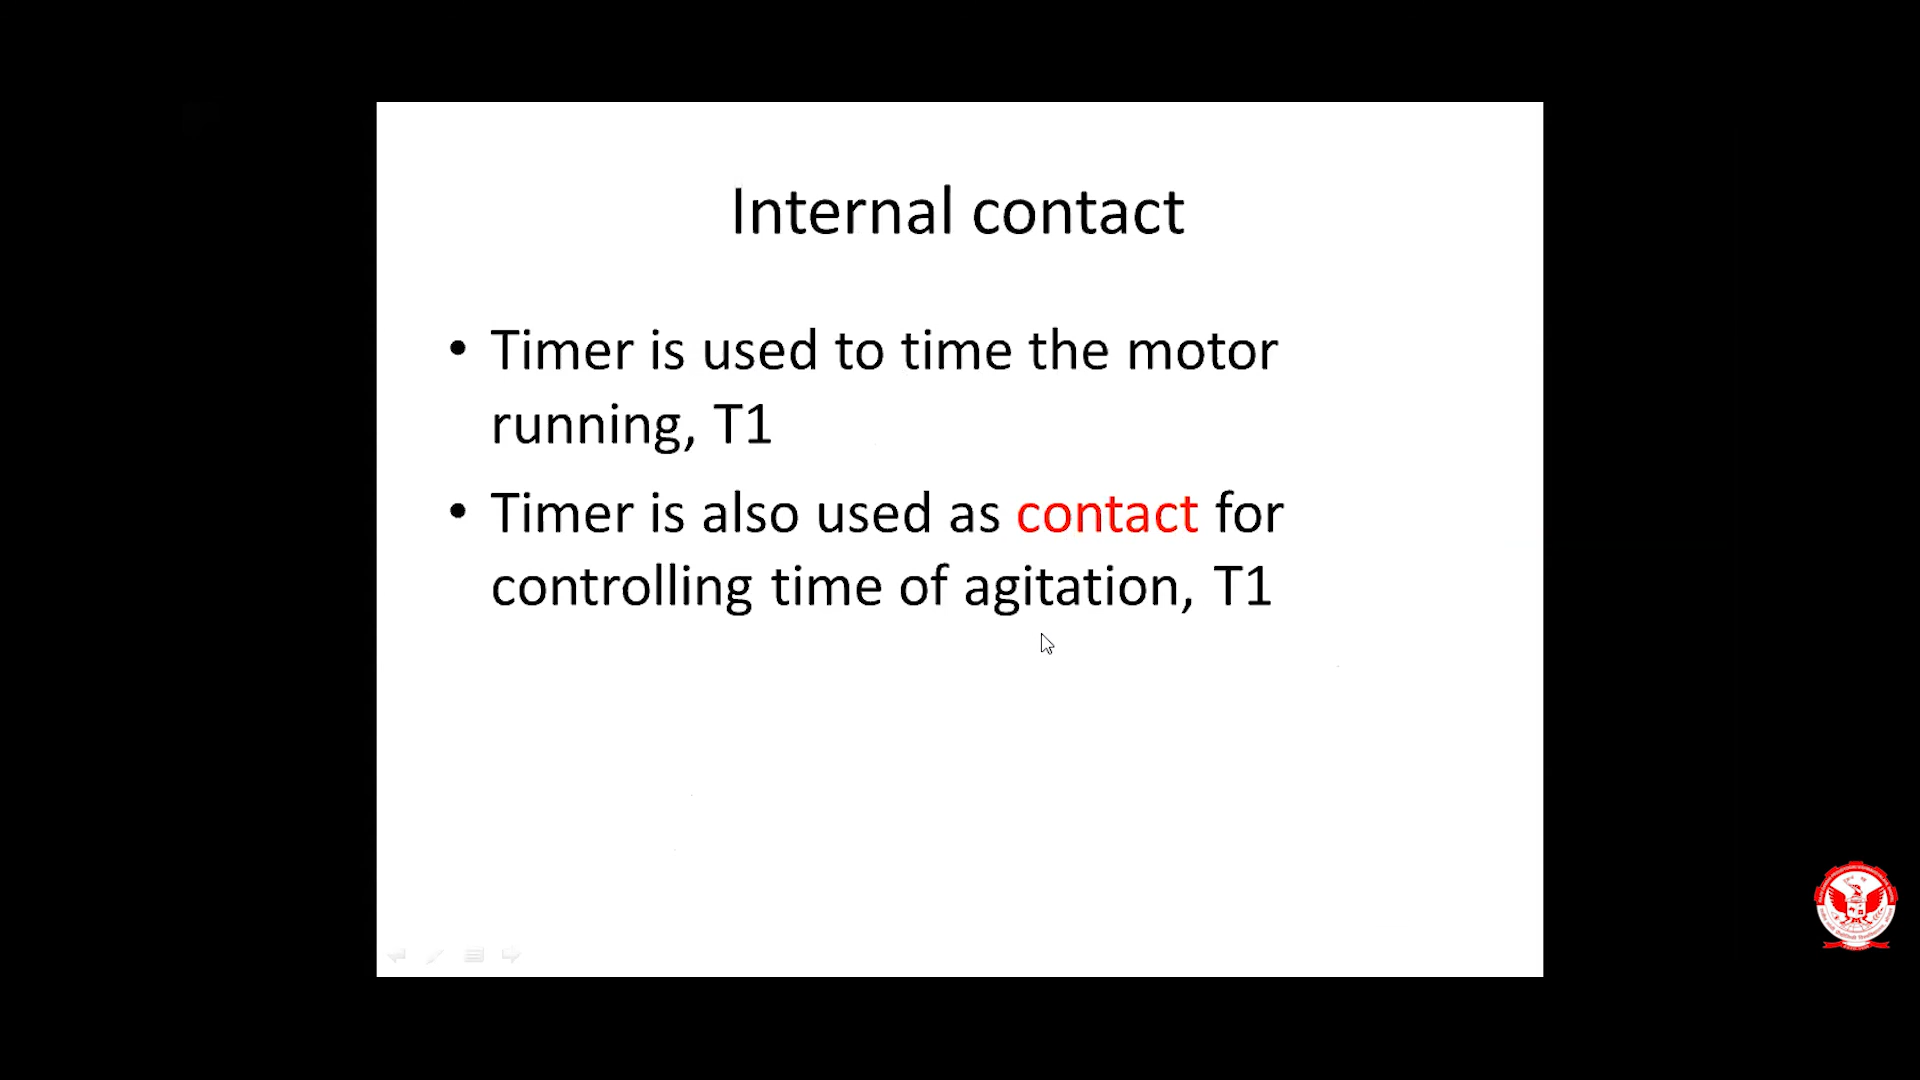 Internal contact
• Timer is used to time the motor
running, T1
• Timer is also used as contact for
controlling time of agitation, T1